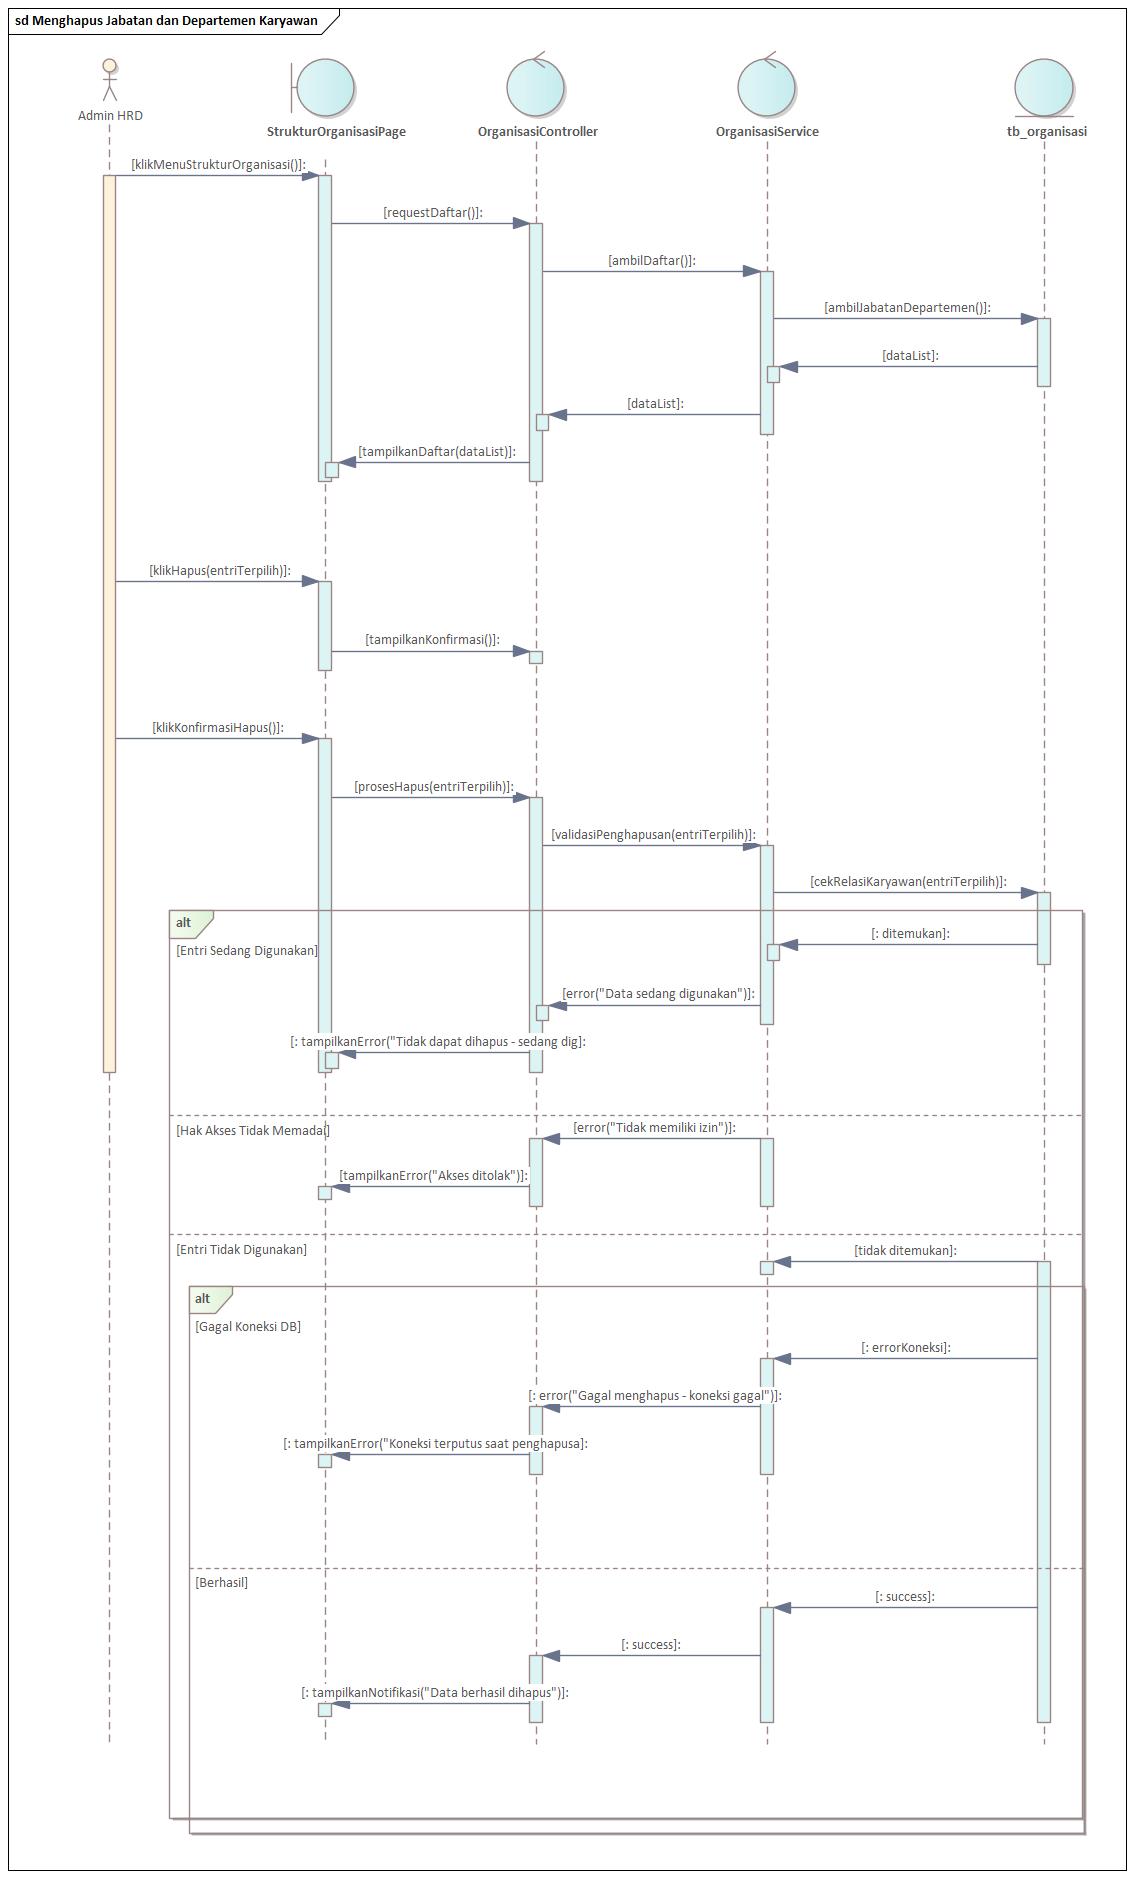 sd Menghapus Jabatan dan Departemen Karyawan
Admin HRD
StrukturOrganisasiPage
OrganisasiController
OrganisasiService
tb_organisasi
[klikMenuStrukturOrganisasi()]:
[requestDaftar()]:
[ambilDaftar()]:
[ambilJabatanDepartemen()]:
[dataList]:
[dataList]:
[tampilkanDaftar(dataList)]:
[klikHapus(entriTerpilih)]:
[tampilkanKonfirmasi()]:
[klikKonfirmasiHapus()]:
[prosesHapus(entriTerpilih)]:
[validasiPenghapusan(entriTerpilih)]:
[cekRelasiKaryawan(entriTerpilih)]:
alt
[: ditemukan]:
[Entri Sedang Digunakan]
[error("Data sedang digunakan")]:
[: tampilkanError("Tidak dapat dihapus - sedang dig]:
[Hak Akses Tidak Memadai]
[error("Tidak memiliki izin")]:
[tampilkanError("Akses ditolak")]:
[Entri Tidak Digunakan]
[tidak ditemukan]:
alt
[Gagal Koneksi DB]
[: errorKoneksi]:
[: error("Gagal menghapus - koneksi gagal")]:
[: tampilkanError("Koneksi terputus saat penghapusa]:
[Berhasil]
[: success]:
[: success]:
[: tampilkanNotifikasi("Data berhasil dihapus")]: